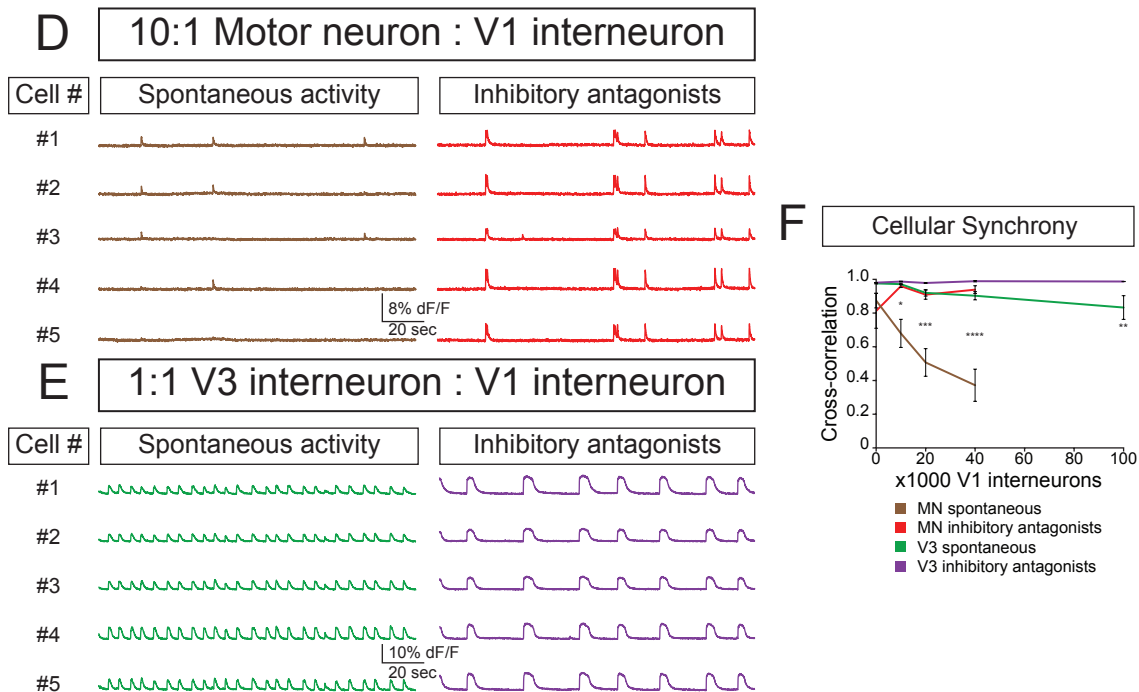 D
10:1 Motor neuron : V1 interneuron
Cell #
Spontaneous activity
Inhibitory antagonists
#1
#2
#3
#4
#5
8% dF/F
20 sec
E
1:1 V3 interneuron : V1 interneuron
Cell #
Spontaneous activity
Inhibitory antagonists
#1
#2
#3
#4
#5
10% dF/F
20 sec
F
Cellular Synchrony
Cross-correlation
1.0
0.8
0.6
0.4
0.2
0
*
***
****
**
0 20 40 60 80 100
x1000 V1 interneurons
MN spontaneous
MN inhibitory antagonists
V3 spontaneous
V3 inhibitory antagonists